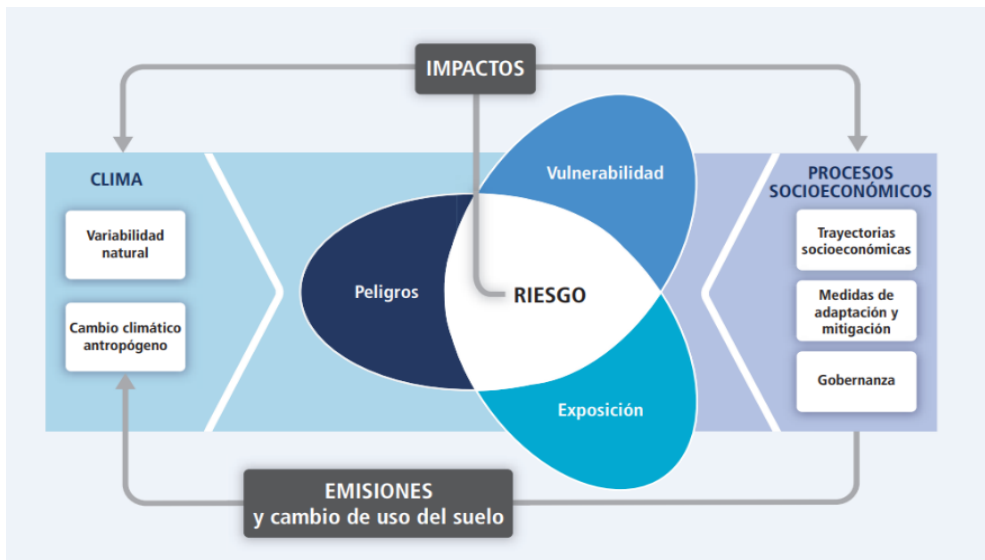 IMPACTOS
CLIMA
Variabilidad
natural
Cambio climático
antropógeno
Peligros
Vulnerabilidad
RIESGO
Exposición
PROCESOS
SOCIOECONÓMICOS
Trayectorias
socioeconómicas
Medidas de
adaptación y
mitigación
Gobernanza
EMISIONES
y cambio de uso del suelo